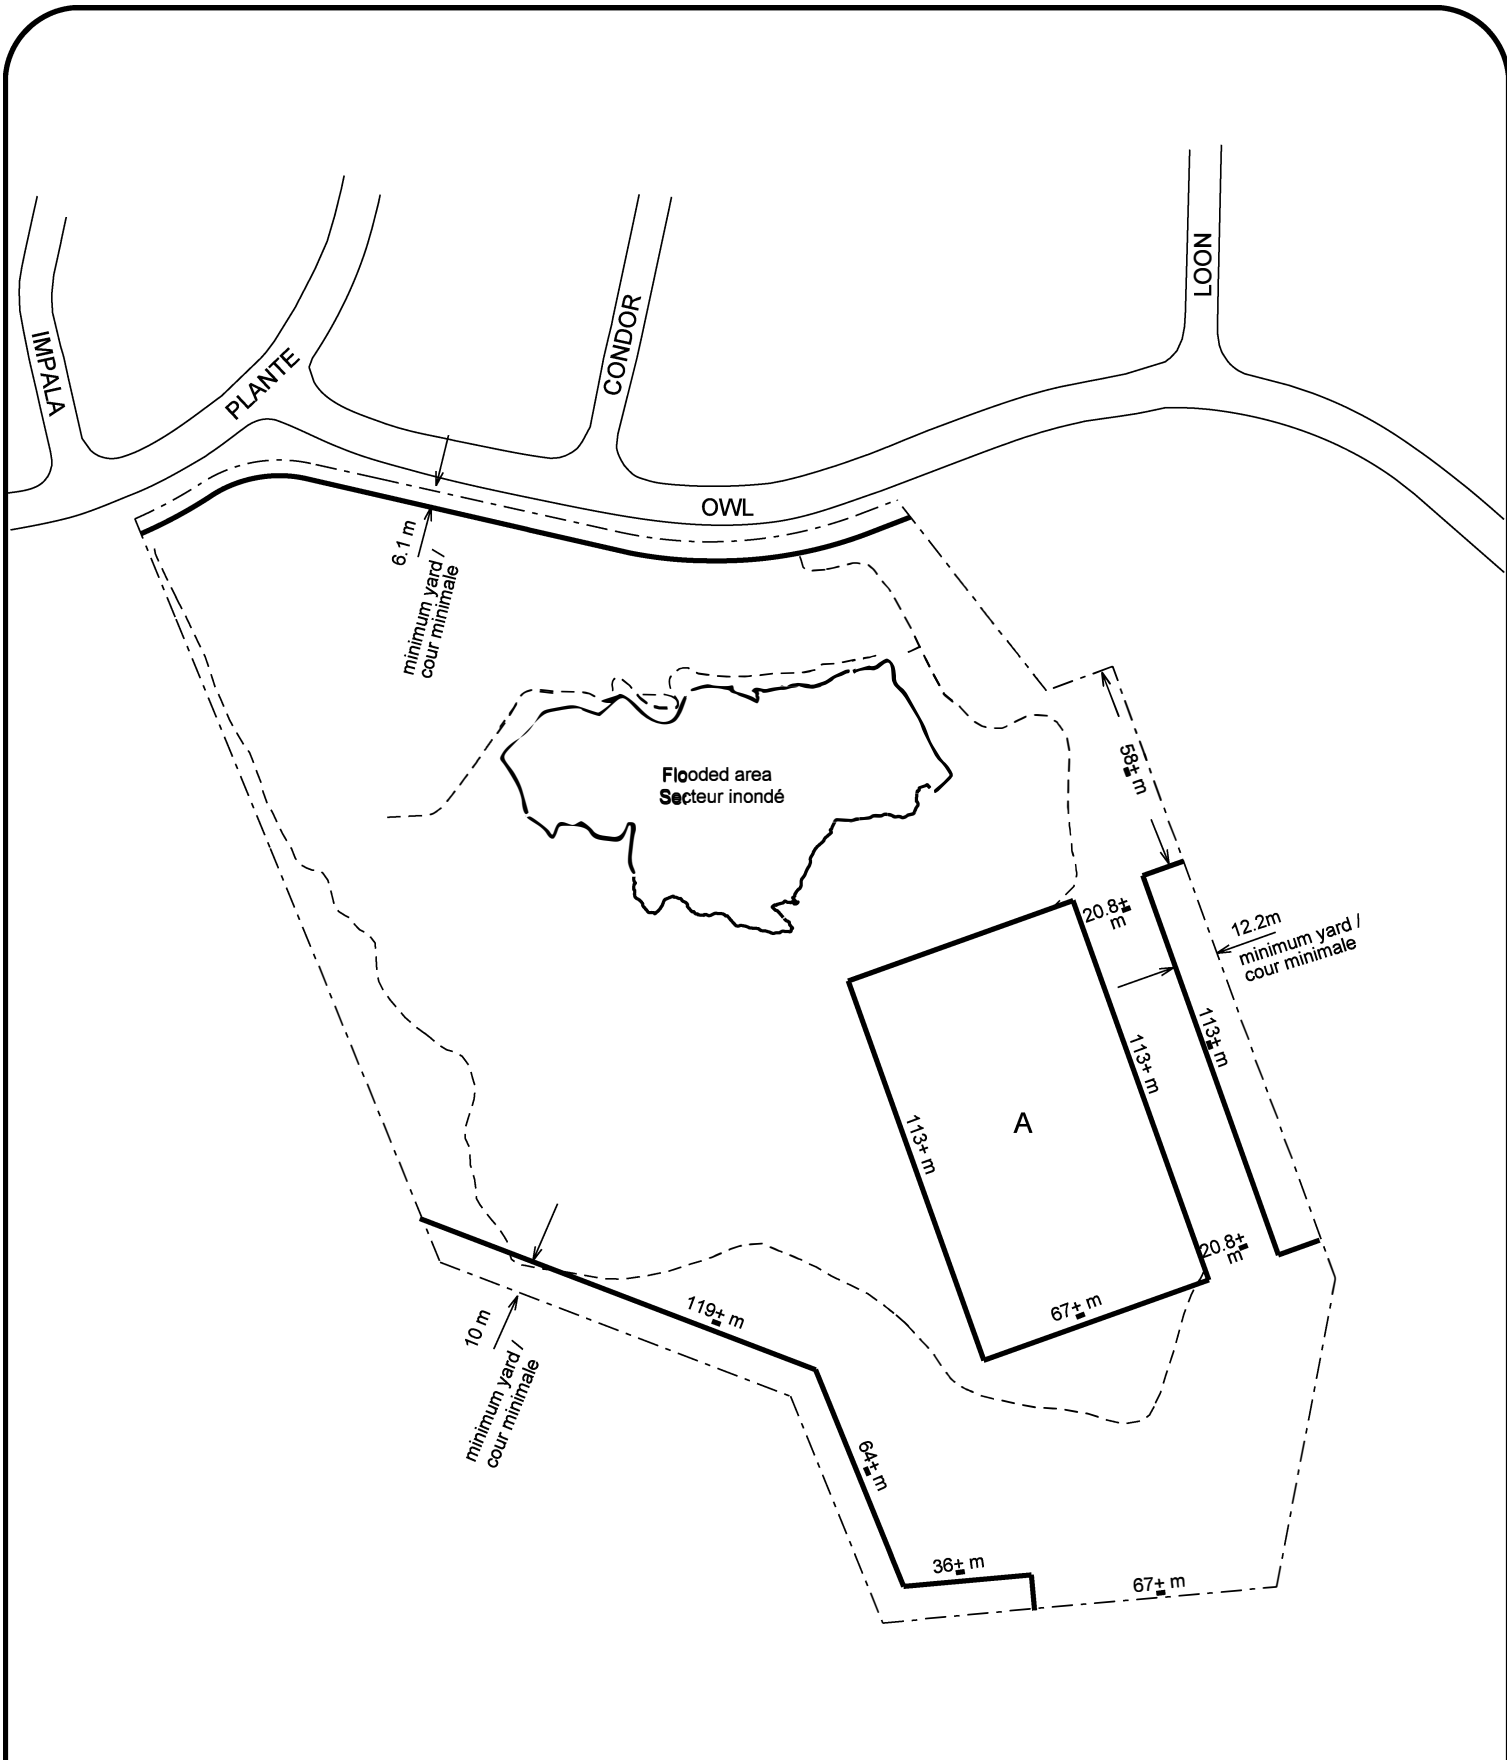 LOON
CONDOR
IMPALA
PLANTE
OWL
6.1 m
minimum yard /
cour minimale
58± m
Flooded area
Secteur inondé
20.8±
m
12.2m
minimum yard /
cour minimale
113± m
113± m
113± m
A
20.8±
m
67± m
119± m
10 m
minimum yard /
cour minimale
64± m
36± m
67± m